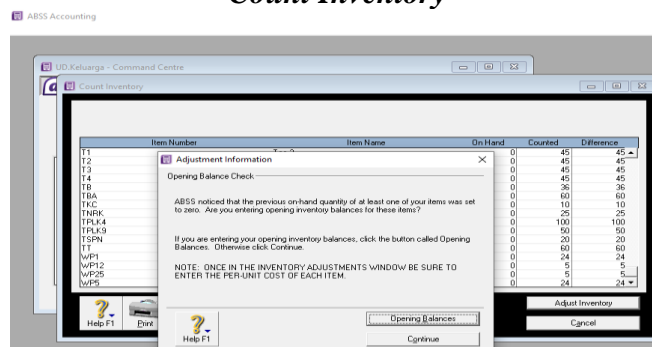 Count Inventory
ABSS Accounting
UD.Keluarga - Command Centre
Count Inventory
Item Number Item Name On Hand Counted Difference
T1 0 45 45
T2 0 45 45
T3 0 45 45
T4 0 45 45
TB 0 36 36
TBA 0 60 60
TKC 0 10 10
TNRK 0 25 25
TPLK4 0 100 100
TPLK9 0 50 50
TSPN 0 20 20
TT 0 60 60
WP1 0 24 24
WP12 0 5 5
WP25 0 5 5
WP5 0 24 24
Adjustment Information
Opening Balance Check
ABSS noticed that the previous on-hand quantity of at least one of your items was set
to zero. Are you entering opening inventory balances for these items?
If you are entering your opening inventory balances, click the button called Opening
Balances. Otherwise click Continue.
NOTE: ONCE IN THE INVENTORY ADJUSTMENTS WINDOW BE SURE TO
ENTER THE PER-UNIT COST OF EACH ITEM.
Opening Balances
Help F1
Continue
Help F1
Print
Adjust Inventory
Cancel